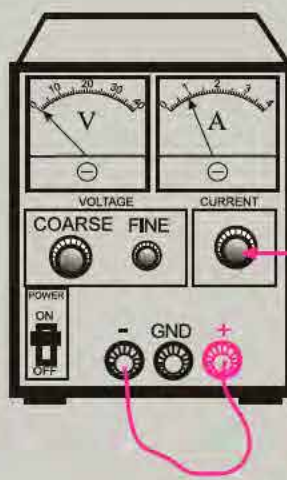 0 10 20 30 40
0 1 2 3 4
V
A
VOLTAGE
CURRENT
COARSE FINE
POWER
ON
OFF
- GND +